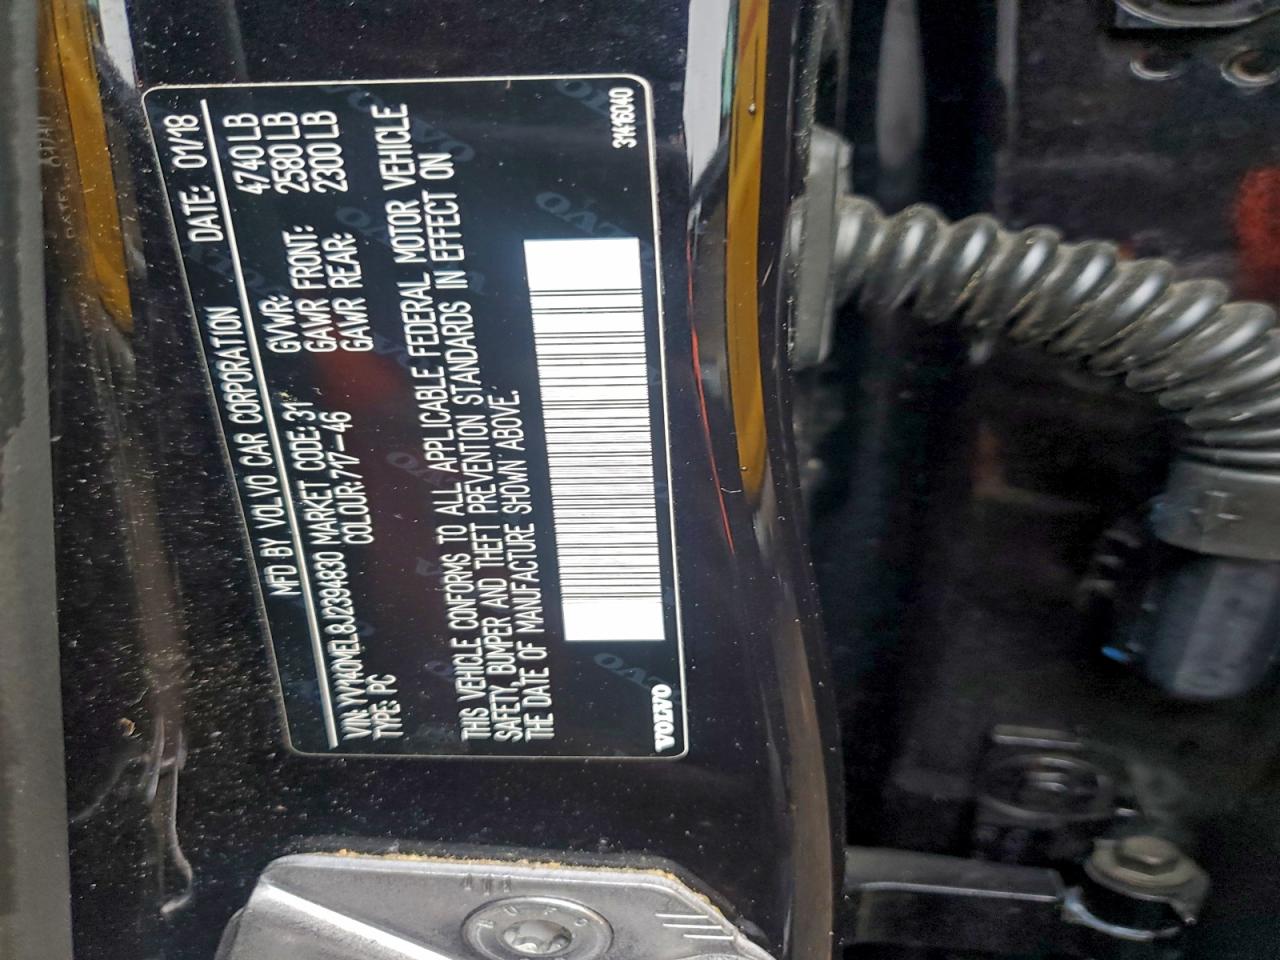 MFD BY VOLVO CAR CORPORATION DATE: 01/18
VIN: YV140MEL8J2394830 MARKET CODE: 31 GVWR: 4740 LB
TYPE: PC COLOUR: 717-46 GAWR FRONT: 2580 LB
GAWR REAR: 2300 LB
THIS VEHICLE CONFORMS TO ALL APPLICABLE FEDERAL MOTOR VEHICLE
SAFETY, BUMPER AND THEFT PREVENTION STANDARDS IN EFFECT ON
THE DATE OF MANUFACTURE SHOWN ABOVE.
VOLVO 31416040